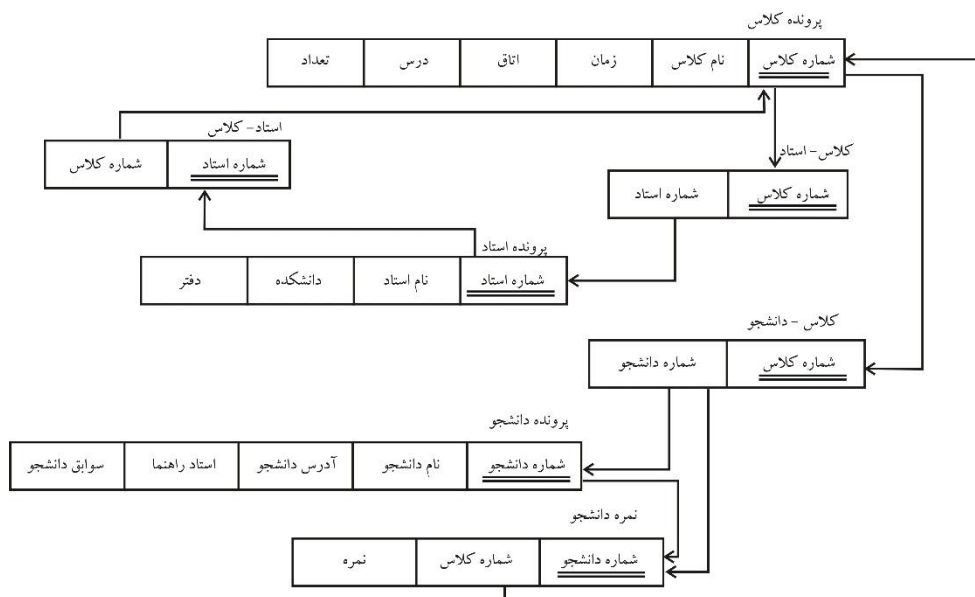 پرونده کلاس
شماره کلاس نام کلاس زمان اتاق درس تعداد
استاد - کلاس
شماره استاد شماره کلاس
کلاس - استاد
شماره کلاس شماره استاد
پرونده استاد
شماره استاد نام استاد دانشکده دفتر
کلاس - دانشجو
شماره کلاس شماره دانشجو
پرونده دانشجو
شماره دانشجو نام دانشجو آدرس دانشجو استاد راهنما سوابق دانشجو
نمره دانشجو
شماره دانشجو شماره کلاس نمره